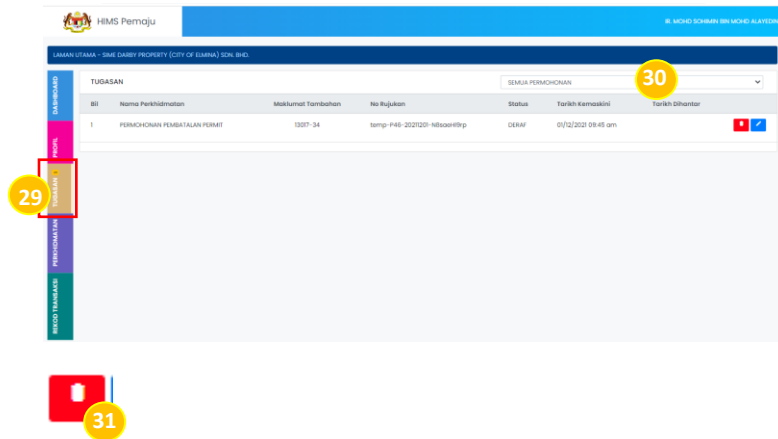 HIMS Pemaju
IR. MOHD SOHIMIN BIN MOHD ALAYEDIN
LAMAN UTAMA - SIME DARBY PROPERTY (CITY OF ELMINA) SDN. BHD.
DASHBOARD
PROFIL
TUGASAN
PERKHIDMATAN
REKOD TRANSAKSI
TUGASAN
SEMUA PERMOHONAN
30
Bil Nama Perkhidmatan Maklumat Tambahan No Rujukan Status Tarikh Kemaskini Tarikh Dihantar
1 PERMOHONAN PEMBATALAN PERMIT 13017-34 temp-P46-20211201-N8saeHl9rp DERAF 01/12/2021 09:45 am
29
31